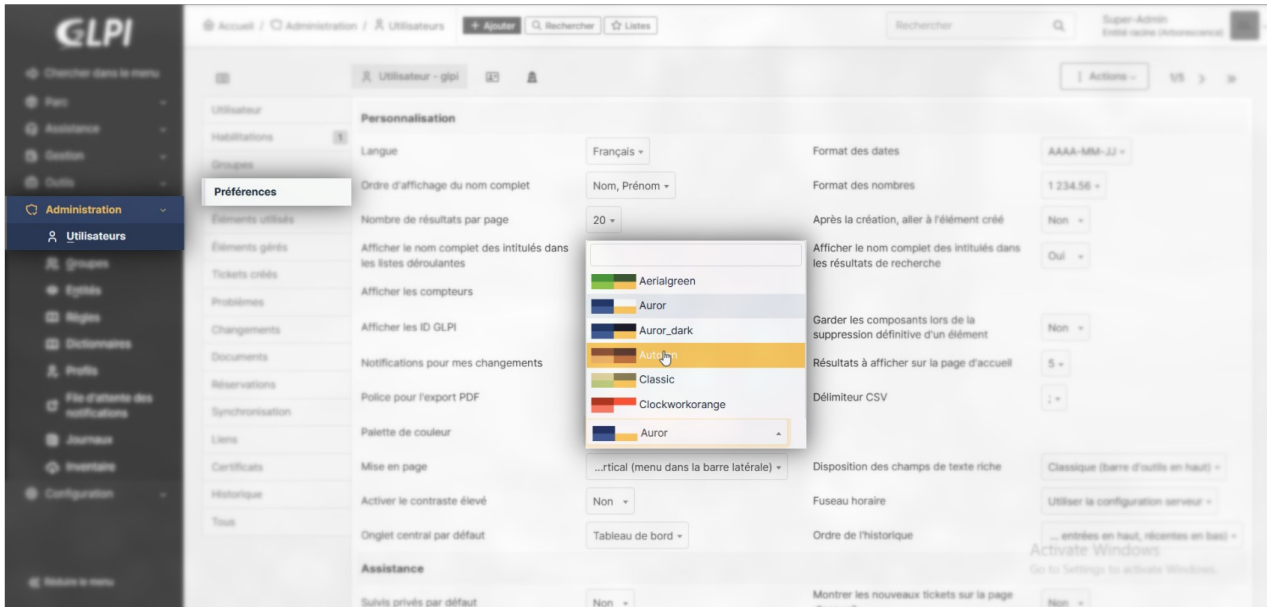 GLPI
Accueil / Administration / Utilisateurs
+ Ajouter
Rechercher
Listes
Rechercher
Super-Admin
Entité racine (Arborescence)
Chercher dans le menu
Parc
Assistance
Gestion
Outils
Administration
Utilisateurs
Groupes
Entités
Règles
Dictionnaires
Profils
File d'attente des
notifications
Journaux
Inventaire
Configuration
Réduire le menu
Utilisateur
Habilitations 1
Groupes
Préférences
Éléments utilisés
Éléments gérés
Tickets créés
Problèmes
Changements
Documents
Réservations
Synchronisation
Liens
Certificats
Historique
Tous
Utilisateur - glpi
Actions
1/5
Personnalisation
Langue
Français
Format des dates
AAAA-MM-JJ
Ordre d'affichage du nom complet
Nom, Prénom
Format des nombres
1 234.56
Nombre de résultats par page
20
Après la création, aller à l'élément créé
Non
Afficher le nom complet des intitulés dans
les listes déroulantes
Afficher le nom complet des intitulés dans
les résultats de recherche
Oui
Afficher les compteurs
Afficher les ID GLPI
Garder les composants lors de la
suppression définitive d'un élément
Non
Notifications pour mes changements
Résultats à afficher sur la page d'accueil
5
Police pour l'export PDF
Délimiteur CSV
;
Palette de couleur
Aerialgreen
Auror
Auror_dark
Classic
Clockworkorange
Auror
Mise en page
...rtical (menu dans la barre latérale)
Disposition des champs de texte riche
Classique (barre d'outils en haut)
Activer le contraste élevé
Non
Fuseau horaire
Utiliser la configuration serveur
Onglet central par défaut
Tableau de bord
Ordre de l'historique
... entrées en haut, récentes en bas)
Activate Windows
Go to Settings to activate Windows.
Assistance
Suivis privés par défaut
Non
Montrer les nouveaux tickets sur la page
Non